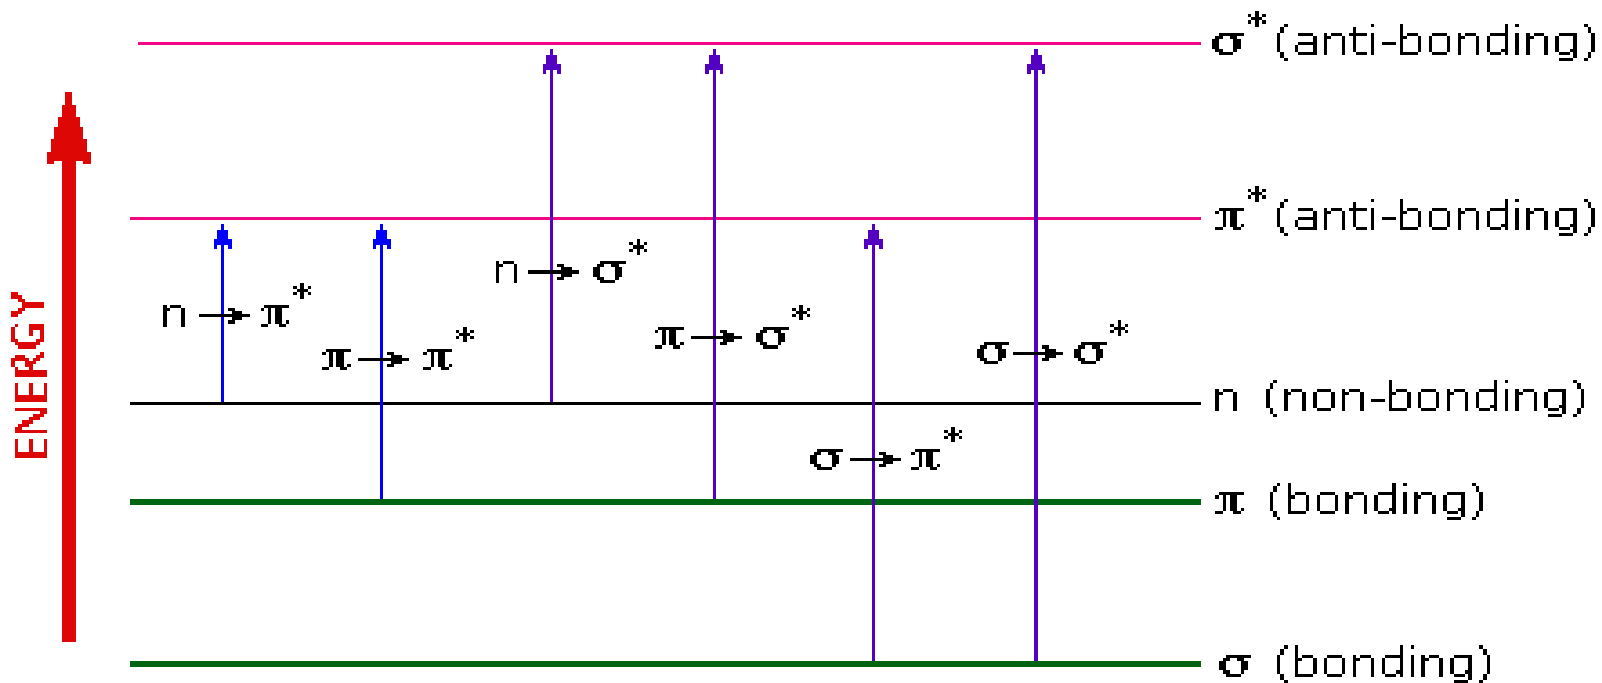 σ* (anti-bonding)
π* (anti-bonding)
n → σ*
n → π*
π → σ*
σ → σ*
π → π*
ENERGY
n (non-bonding)
σ → π*
π (bonding)
σ (bonding)